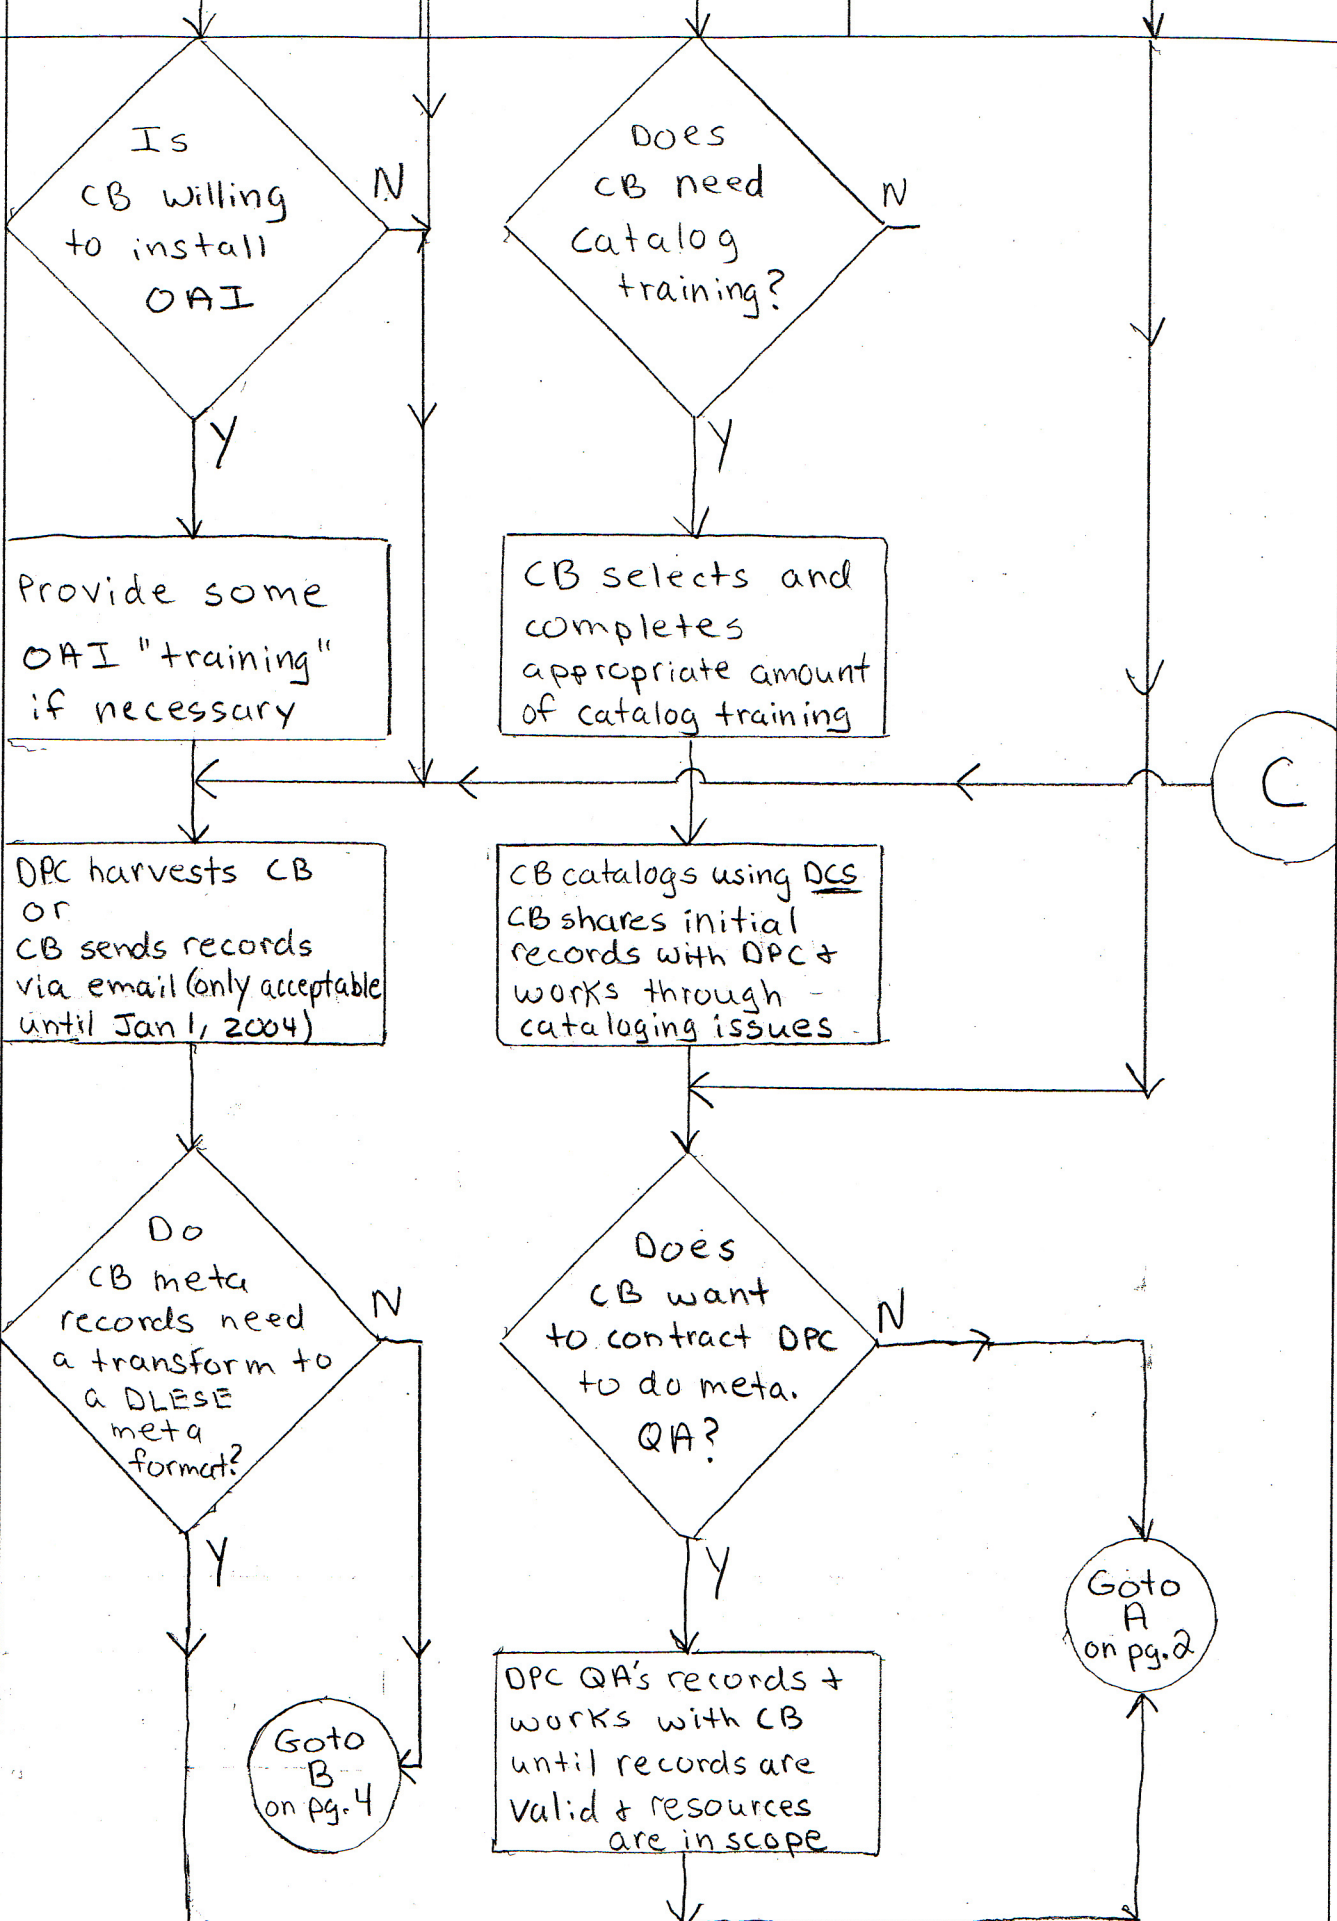 Is
CB willing
to install
OAI
N
Y
Does
CB need
catalog
training?
N
Y
Provide some
OAI "training"
if necessary
CB selects and
completes
appropriate amount
of catalog training
C
DPC harvests CB
or
CB sends records
via email (only acceptable
until Jan 1, 2004)
CB catalogs using DCS
CB shares initial
records with DPC &
works through
cataloging issues
Do
CB meta
records need
a transform to
a DLESE
meta
format?
N
Y
Does
CB want
to contract DPC
to do meta.
QA?
N
Y
Goto
A
on pg.2
Goto
B
on pg.4
DPC QA's records &
works with CB
until records are
valid & resources
are in scope